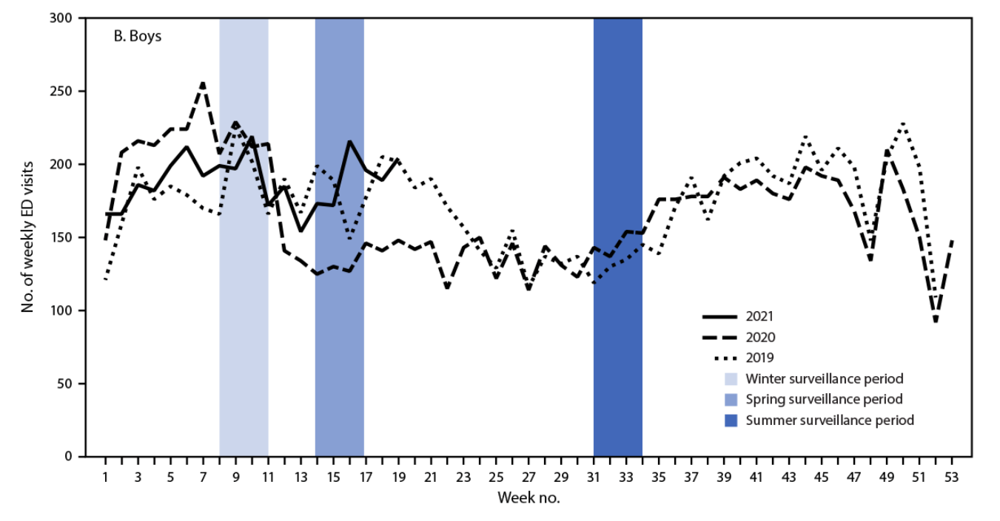 300
B. Boys
250
200
150
100
50
0
No. of weekly ED visits
2021
2020
2019
Winter surveillance period
Spring surveillance period
Summer surveillance period
1 3 5 7 9 11 13 15 17 19 21 23 25 27 29 31 33 35 37 39 41 43 45 47 49 51 53
Week no.